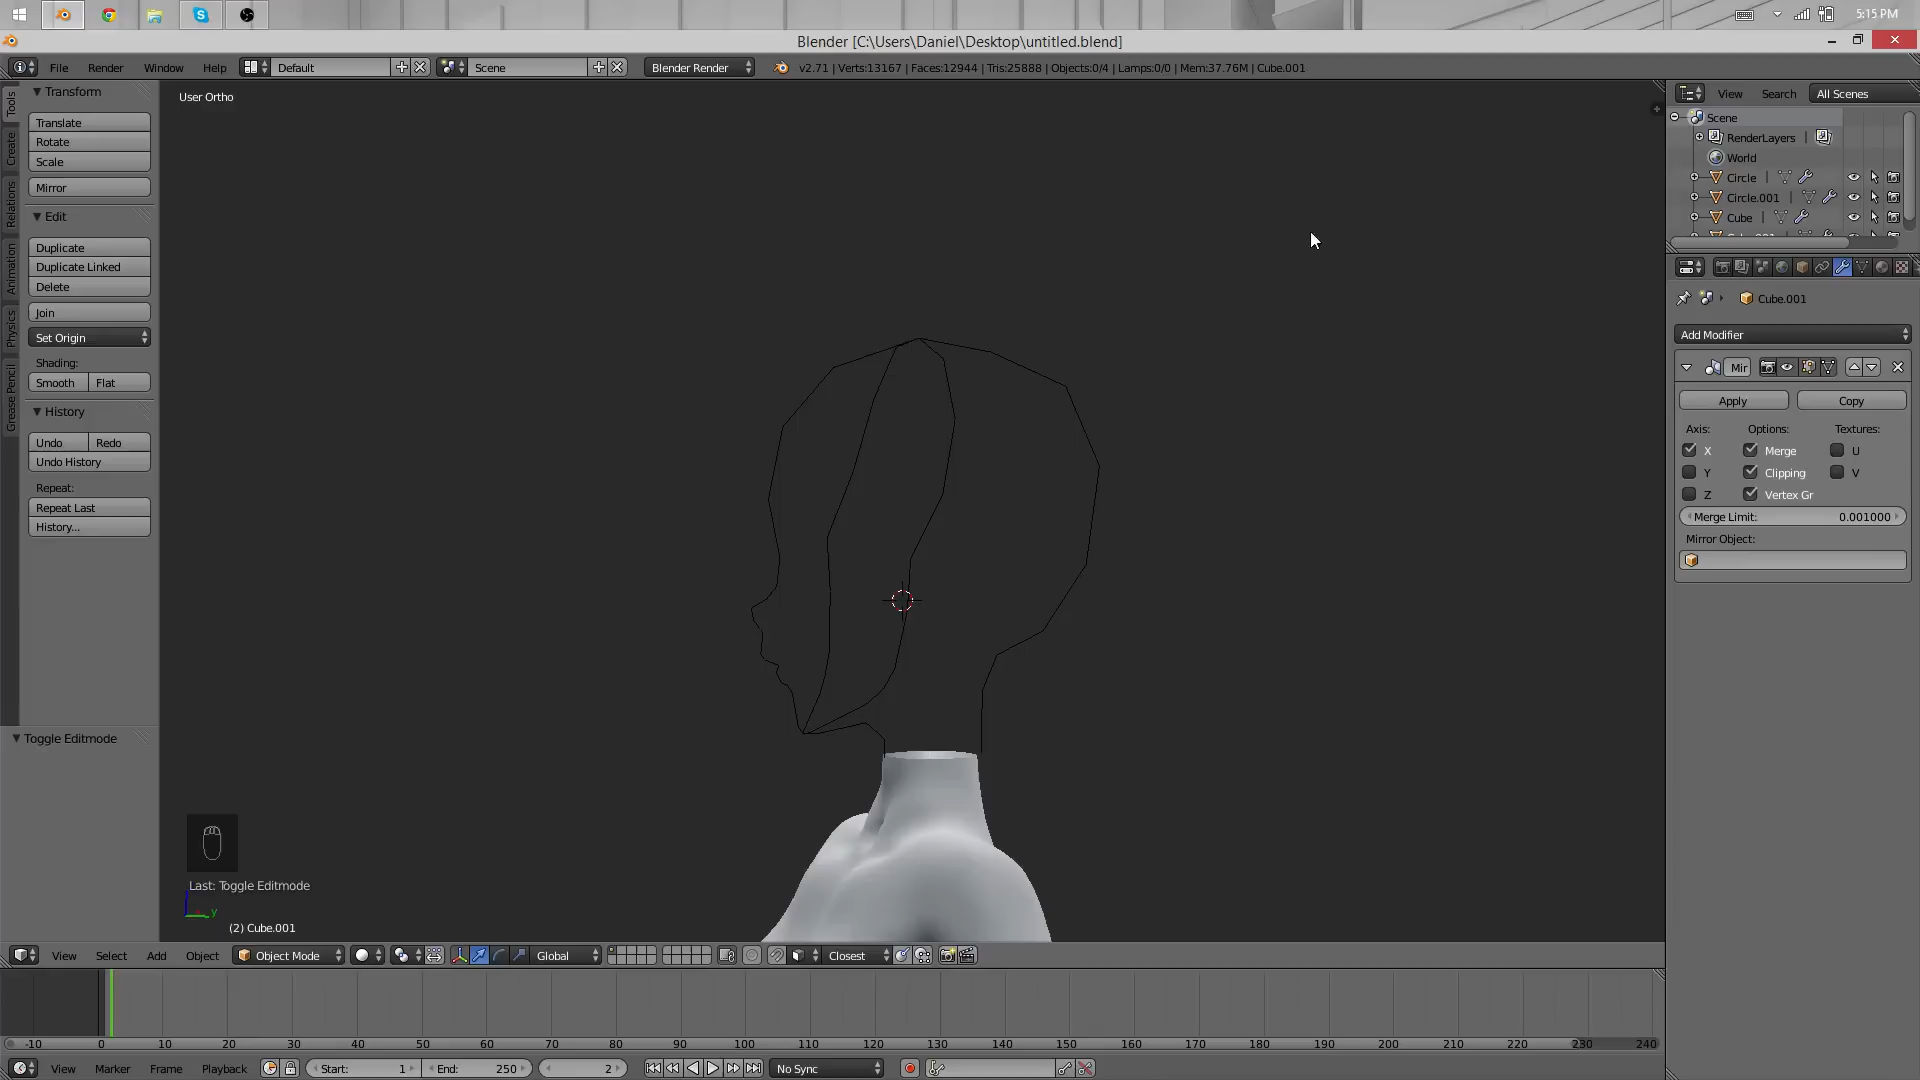 5:15 PM
Blender [C:\Users\Daniel\Desktop\untitled.blend]
File Render Window Help Default Scene Blender Render v2.71 | Verts:13167 | Faces:12944 | Tris:25888 | Objects:0/4 | Lamps:0/0 | Mem:37.76M | Cube.001
Tools
Create
Relations
Animation
Physics
Grease Pencil
Transform
Translate
Rotate
Scale
Mirror
Edit
Duplicate
Duplicate Linked
Delete
Join
Set Origin
Shading:
Smooth Flat
History
Undo Redo
Undo History
Repeat:
Repeat Last
History...
Toggle Editmode
User Ortho
Last: Toggle Editmode
y
(2) Cube.001
View Search All Scenes
Scene
RenderLayers |
World
Circle |
Circle.001 |
Cube |
Cube.001
Add Modifier
Mir
Apply Copy
Axis: Options: Textures:
X Merge U
Y Clipping V
Z Vertex Gr
Merge Limit: 0.001000
Mirror Object:
View Select Add Object Object Mode Global Closest
-10 0 10 20 30 40 50 60 70 80 90 100 110 120 130 140 150 160 170 180 190 200 210 220 230 240
View Marker Frame Playback Start: 1 End: 250 2 No Sync